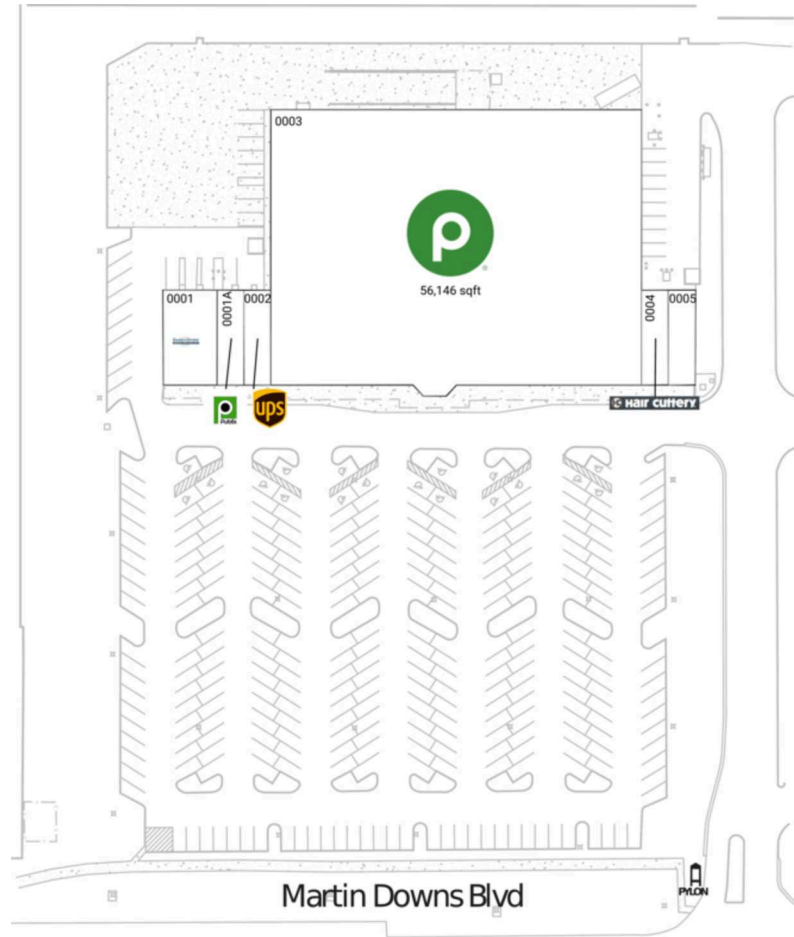 0003
P
56,146 sqft
0001
0001A
0002
0004
0005
Publix
ups
Hair Cuttery
Martin Downs Blvd
PYLON